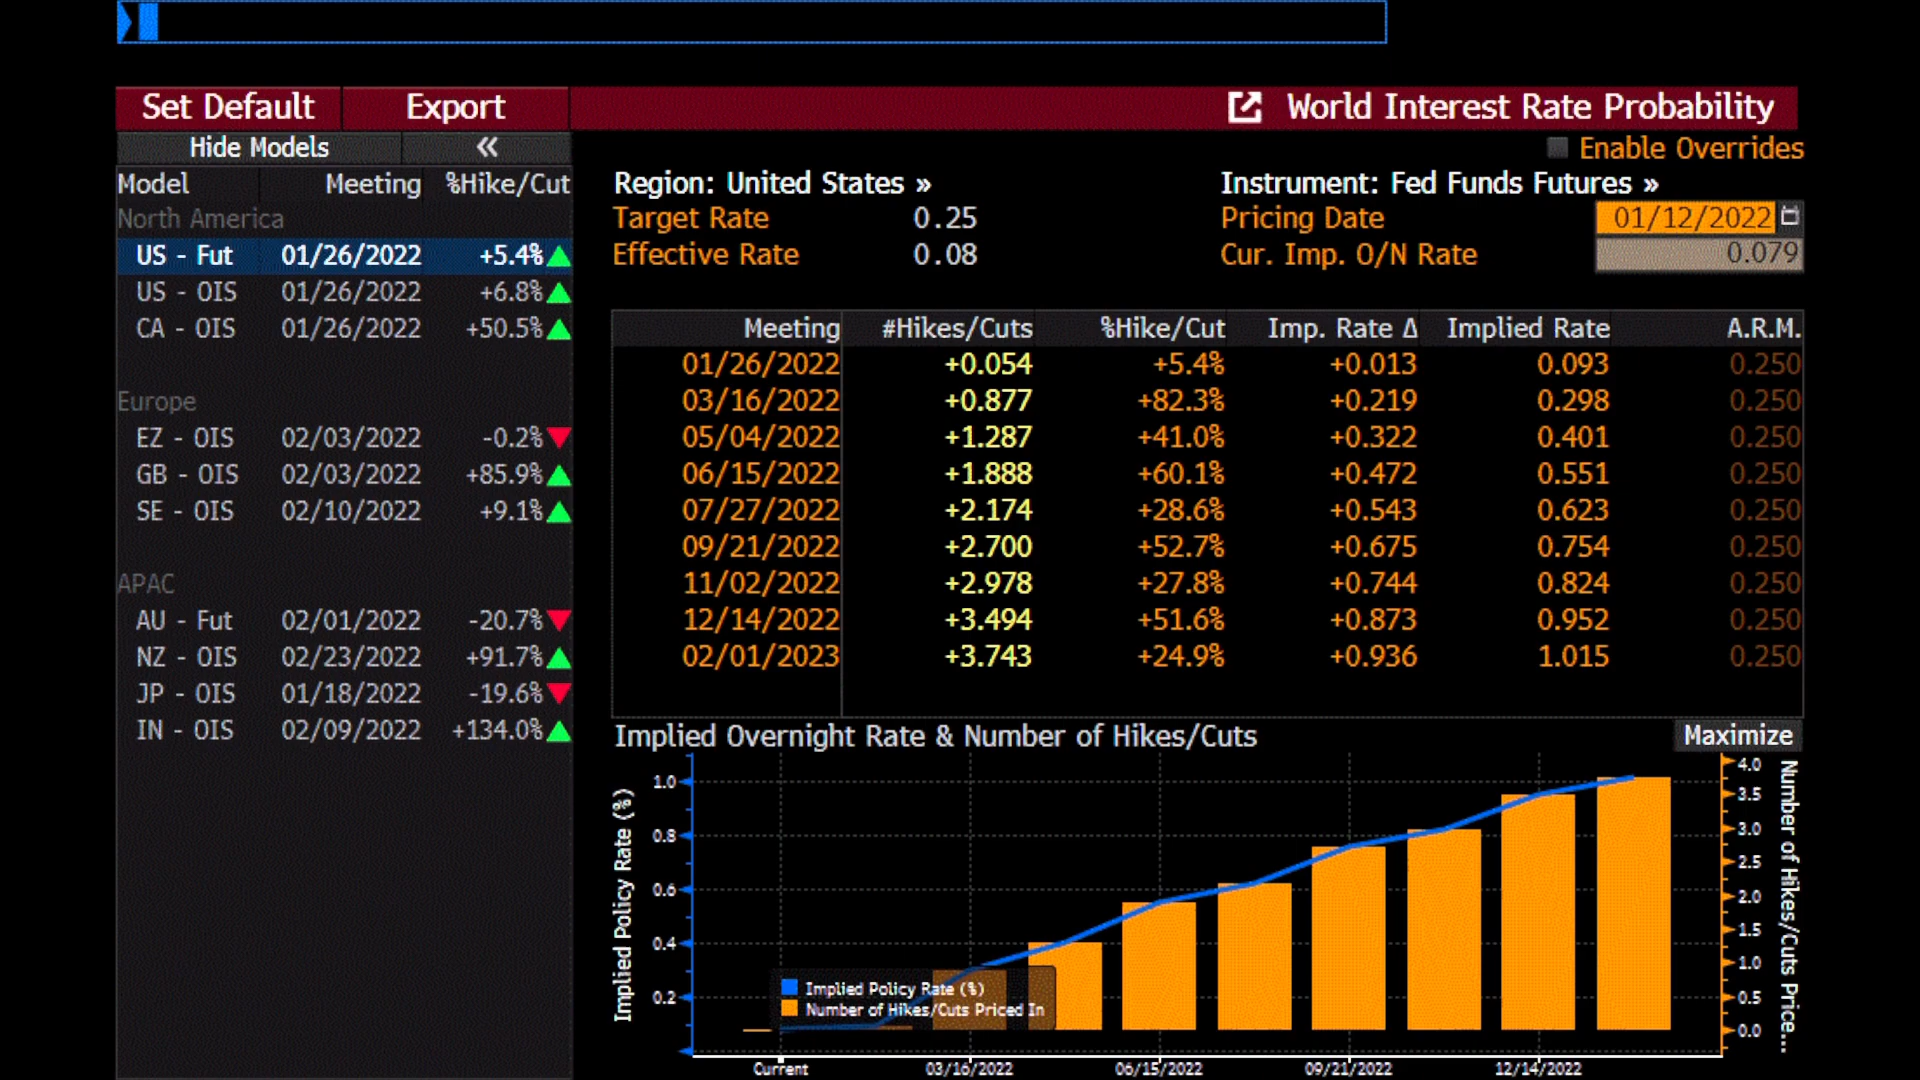 Set Default Export World Interest Rate Probability
Hide Models « Enable Overrides
Model Meeting %Hike/Cut
North America
US - Fut 01/26/2022 +5.4%
US - OIS 01/26/2022 +6.8%
CA - OIS 01/26/2022 +50.5%
Europe
EZ - OIS 02/03/2022 -0.2%
GB - OIS 02/03/2022 +85.9%
SE - OIS 02/10/2022 +9.1%
APAC
AU - Fut 02/01/2022 -20.7%
NZ - OIS 02/23/2022 +91.7%
JP - OIS 01/18/2022 -19.6%
IN - OIS 02/09/2022 +134.0%
Region: United States » Instrument: Fed Funds Futures »
Target Rate 0.25 Pricing Date 01/12/2022
Effective Rate 0.08 Cur. Imp. O/N Rate 0.079
Meeting #Hikes/Cuts %Hike/Cut Imp. Rate Δ Implied Rate A.R.M.
01/26/2022 +0.054 +5.4% +0.013 0.093 0.250
03/16/2022 +0.877 +82.3% +0.219 0.298 0.250
05/04/2022 +1.287 +41.0% +0.322 0.401 0.250
06/15/2022 +1.888 +60.1% +0.472 0.551 0.250
07/27/2022 +2.174 +28.6% +0.543 0.623 0.250
09/21/2022 +2.700 +52.7% +0.675 0.754 0.250
11/02/2022 +2.978 +27.8% +0.744 0.824 0.250
12/14/2022 +3.494 +51.6% +0.873 0.952 0.250
02/01/2023 +3.743 +24.9% +0.936 1.015 0.250
Implied Overnight Rate & Number of Hikes/Cuts Maximize
Implied Policy Rate (%)
1.0
0.8
0.6
0.4
0.2
Implied Policy Rate (%)
Number of Hikes/Cuts Priced In
4.0
3.5
3.0
2.5
2.0
1.5
1.0
0.5
0.0
Number of Hikes/Cuts Price...
Current 03/16/2022 06/15/2022 09/21/2022 12/14/2022